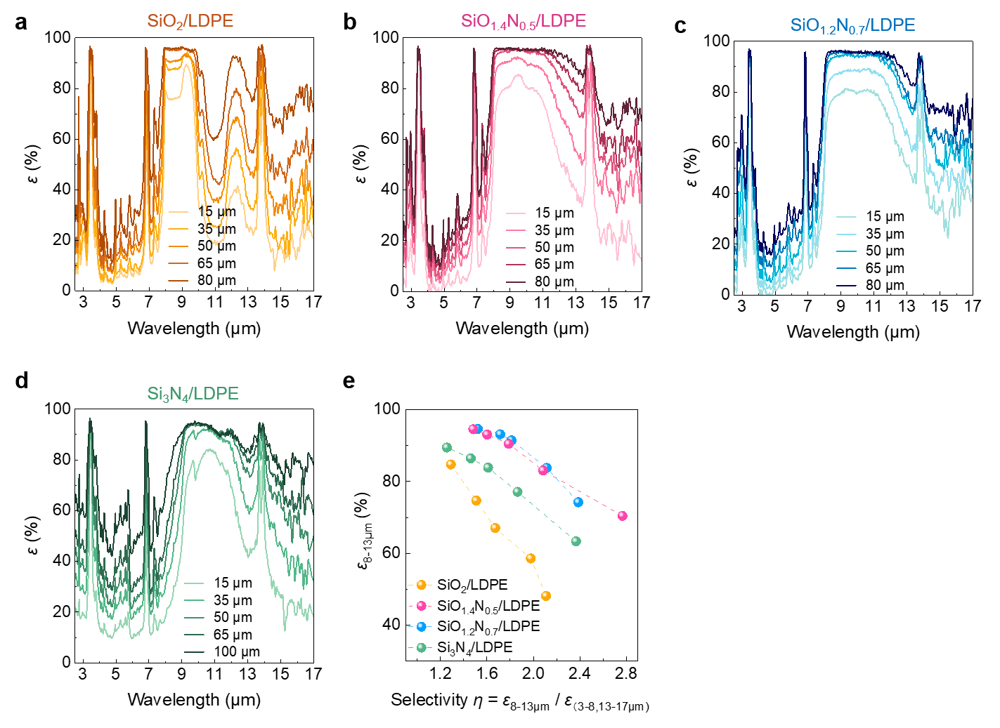 a
SiO₂/LDPE
100
80
60
40
20
0
ε (%)
15 μm
35 μm
50 μm
65 μm
80 μm
3 5 7 9 11 13 15 17
Wavelength (μm)
b
SiO₁.₄N₀.₅/LDPE
100
80
60
40
20
0
ε (%)
15 μm
35 μm
50 μm
65 μm
80 μm
3 5 7 9 11 13 15 17
Wavelength (μm)
c
SiO₁.₂N₀.₇/LDPE
100
80
60
40
20
0
ε (%)
15 μm
35 μm
50 μm
65 μm
80 μm
3 5 7 9 11 13 15 17
Wavelength (μm)
d
Si₃N₄/LDPE
100
80
60
40
20
0
ε (%)
15 μm
35 μm
50 μm
65 μm
100 μm
3 5 7 9 11 13 15 17
Wavelength (μm)
e
100
80
60
40
ε₈₋₁₃μm (%)
SiO₂/LDPE
SiO₁.₄N₀.₅/LDPE
SiO₁.₂N₀.₇/LDPE
Si₃N₄/LDPE
1.2 1.6 2.0 2.4 2.8
Selectivity η = ε₈₋₁₃μm / ε(3-8,13-17μm)